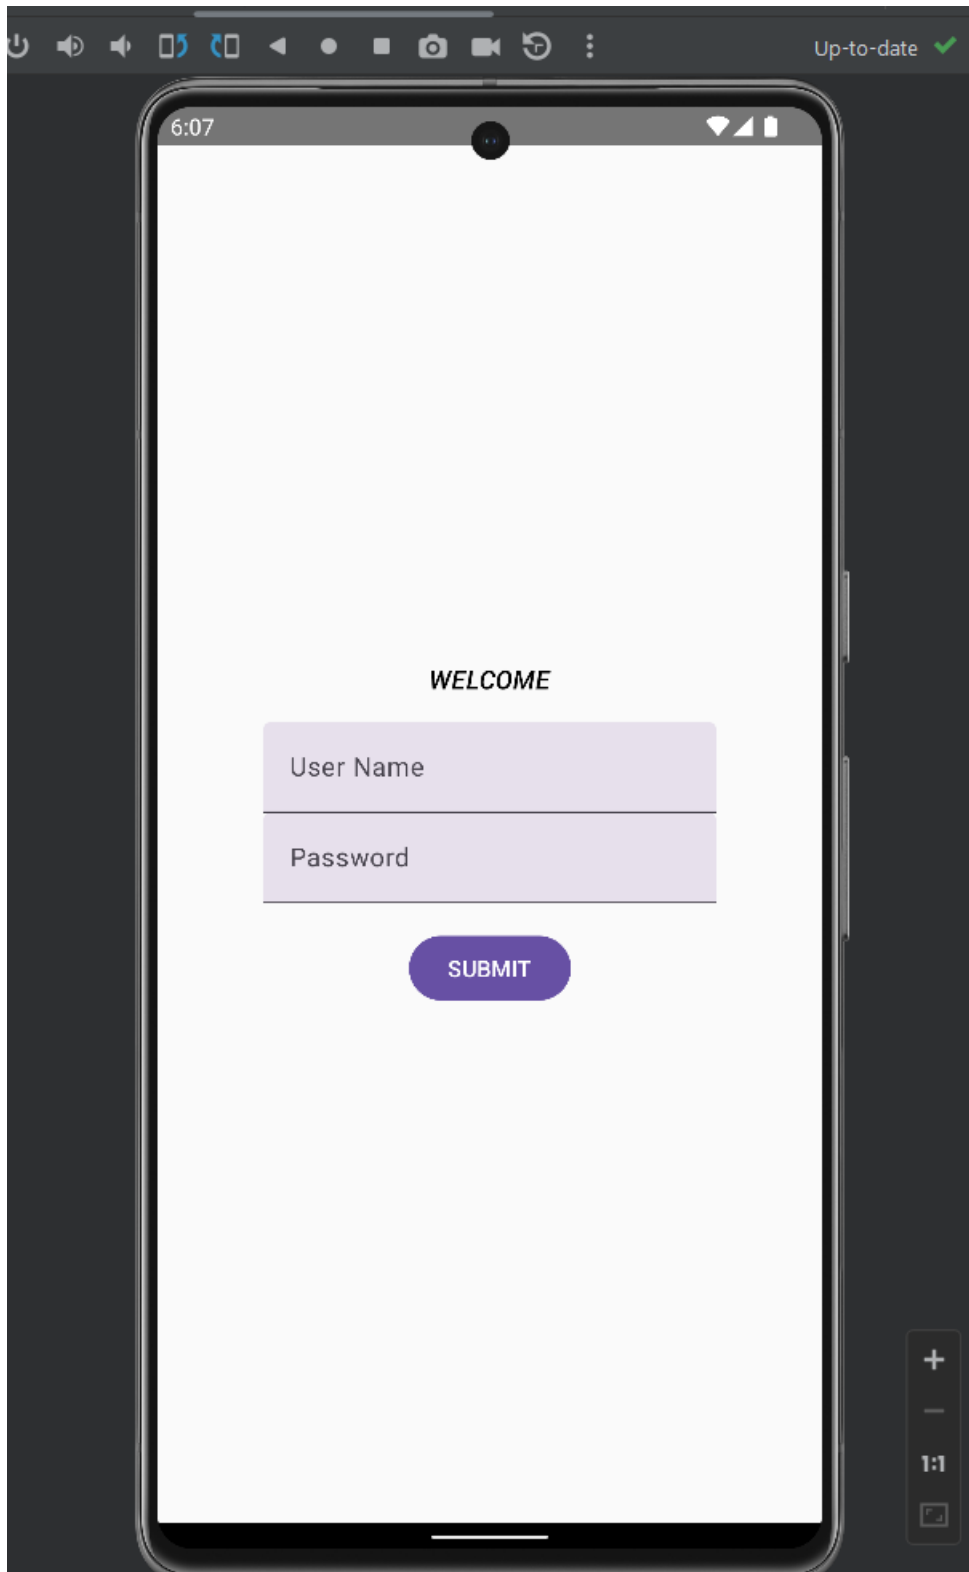 Up-to-date
6:07
WELCOME
User Name
Password
SUBMIT
1:1